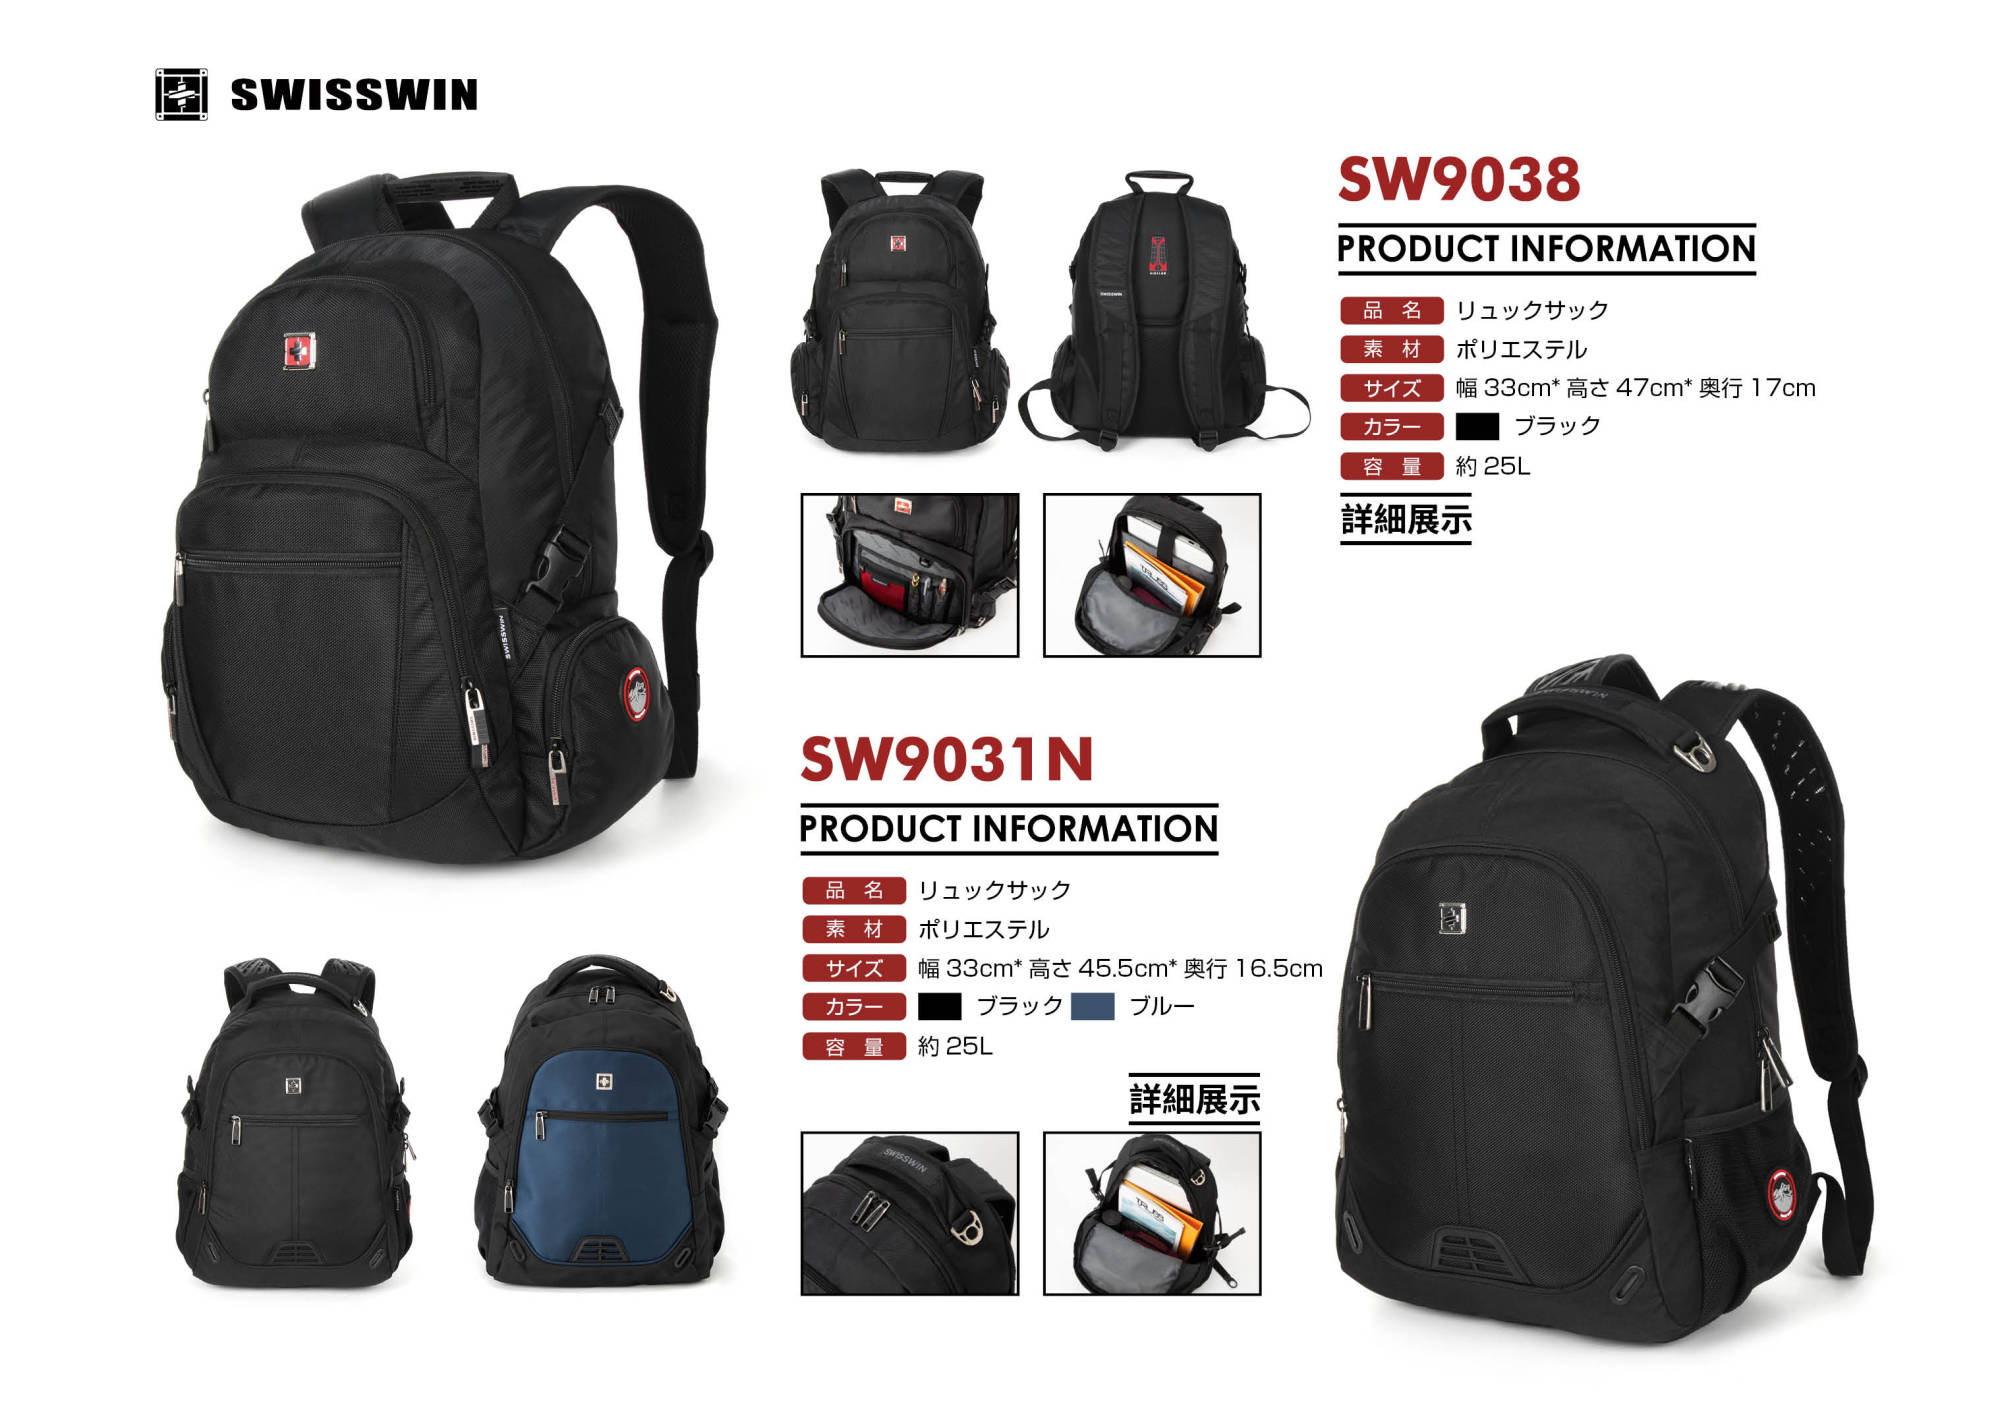 SWISSWIN
SW9038
PRODUCT INFORMATION
品 名 リュックサック
素 材 ポリエステル
サイズ 幅 33cm* 高さ 47cm* 奥行 17cm
カラー ブラック
容 量 約 25L
詳細展示
SWISSWIN
SWISSWIN
SW9031N
PRODUCT INFORMATION
品 名 リュックサック
素 材 ポリエステル
サイズ 幅 33cm* 高さ 45.5cm* 奥行 16.5cm
カラー ブラック ブルー
容 量 約 25L
詳細展示
SWISSWIN
SWISSWIN